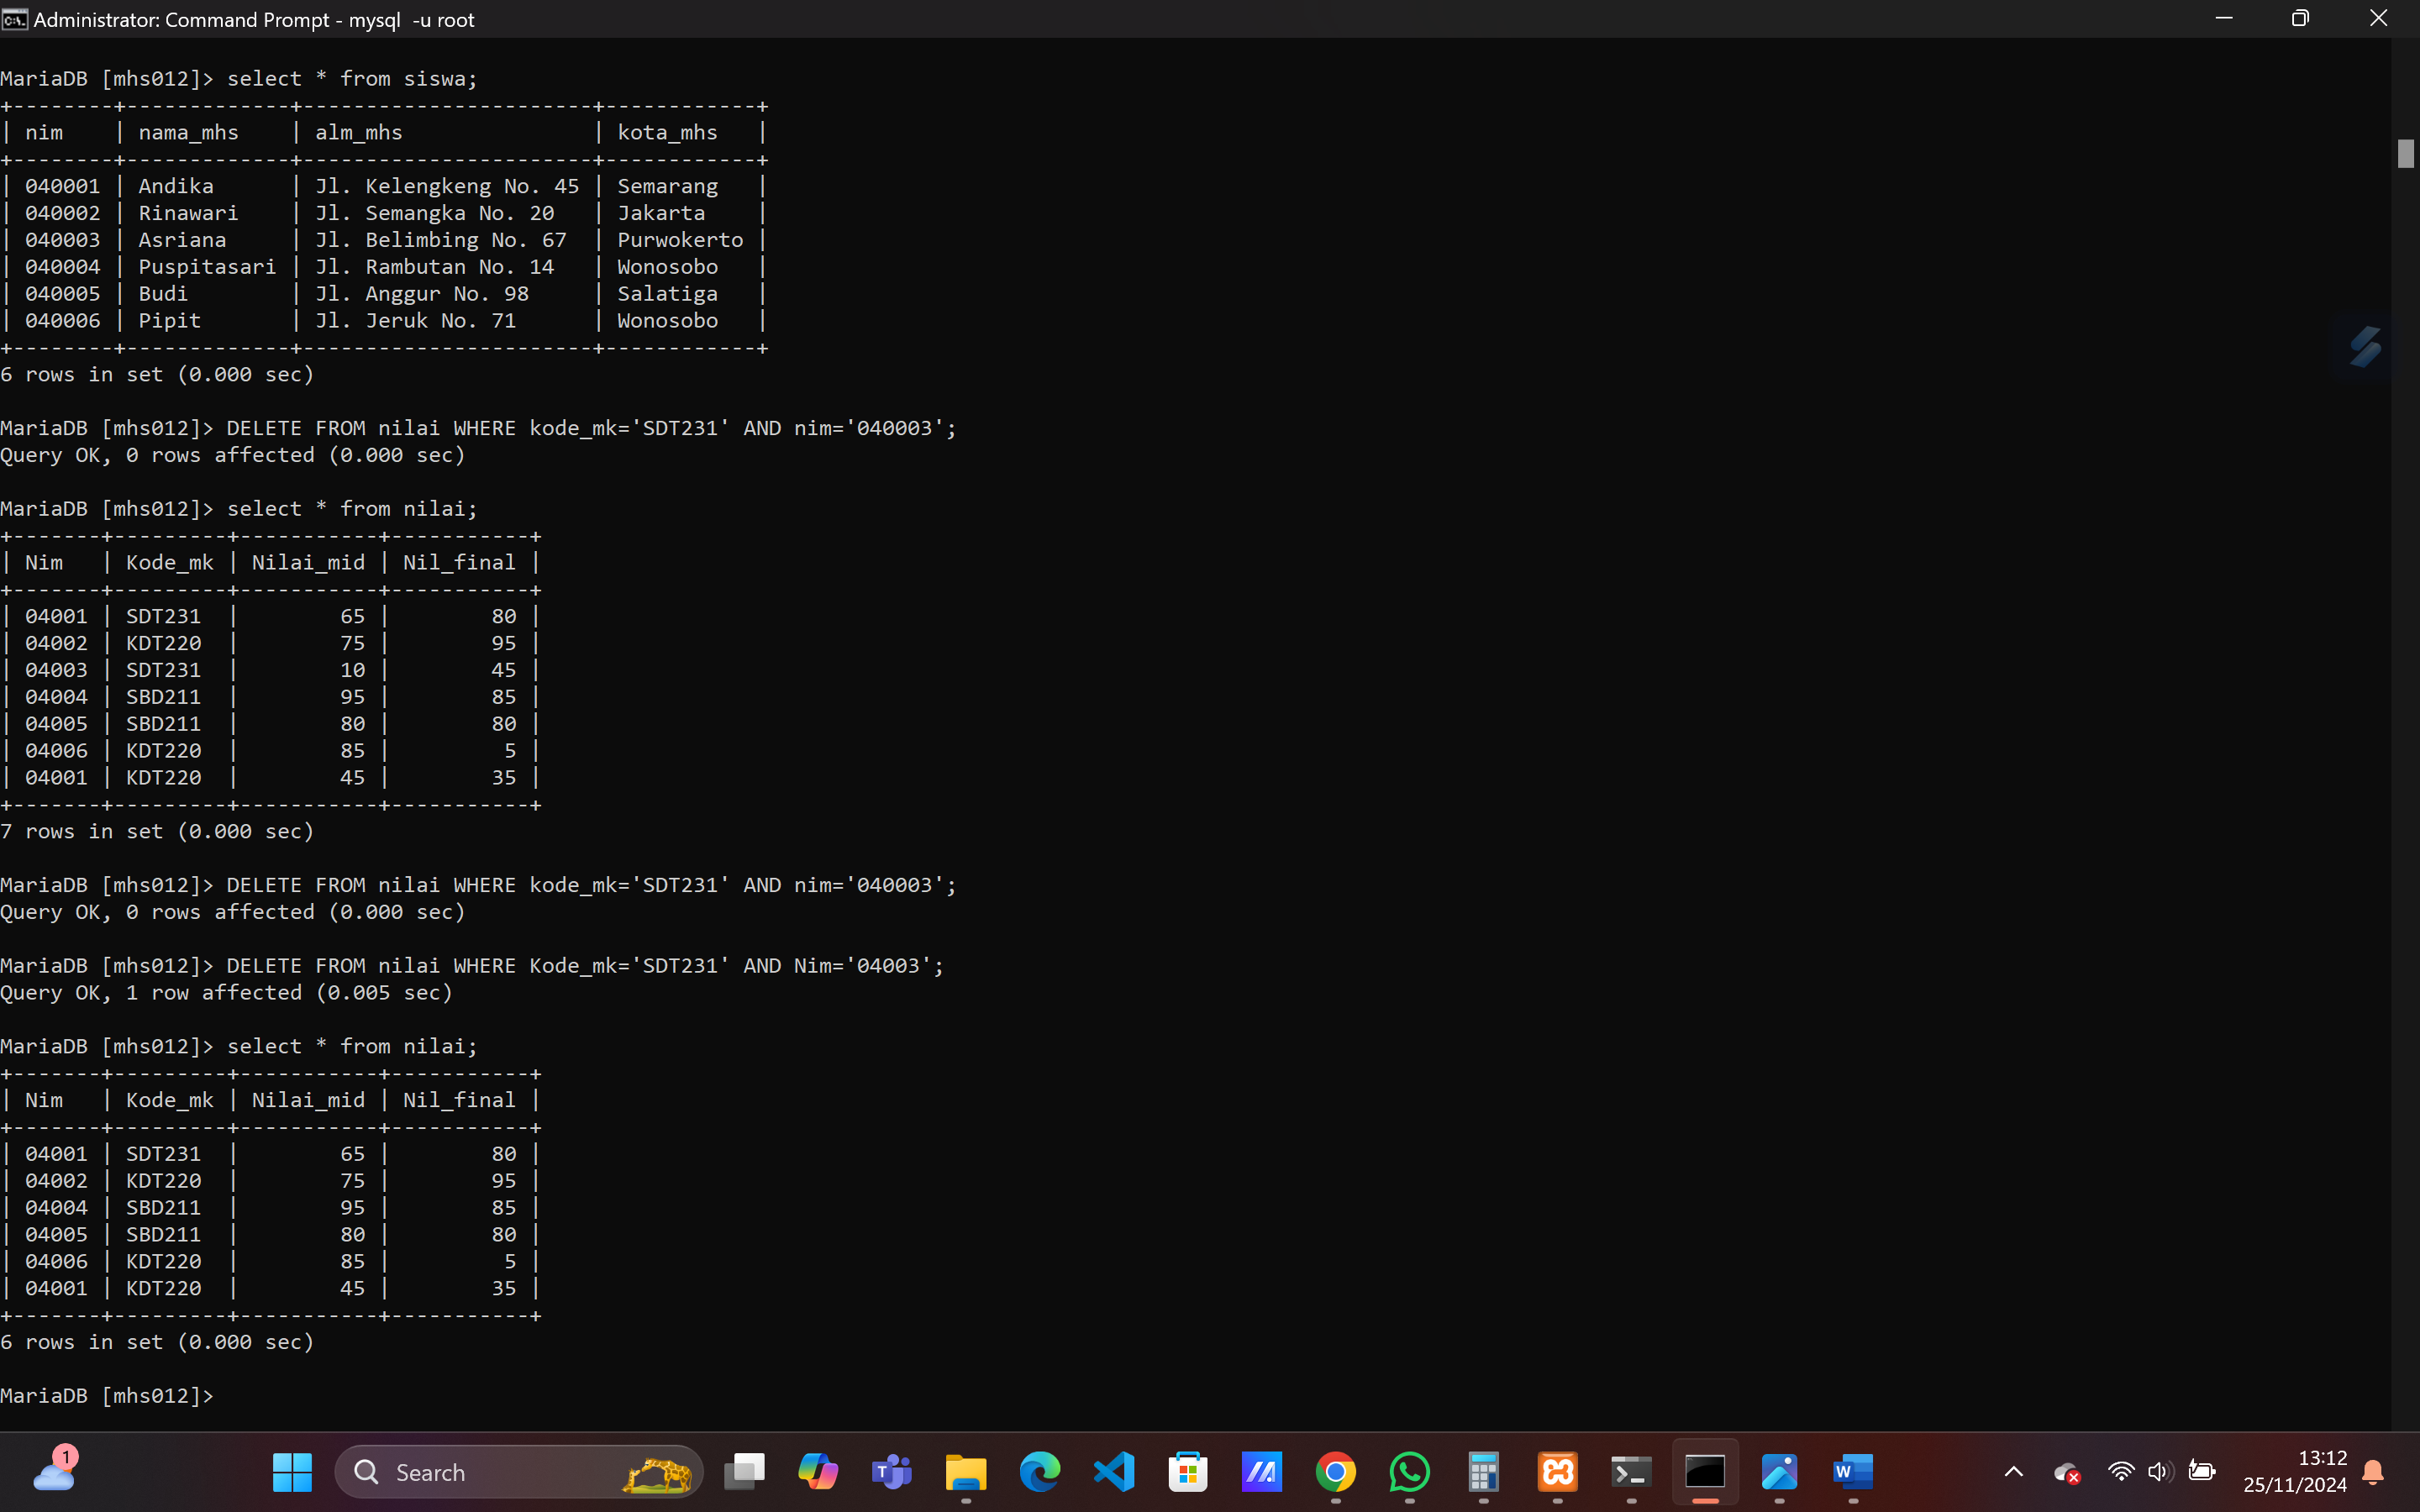 Administrator: Command Prompt - mysql  -u root
MariaDB [mhs012]> select * from siswa;
+--------+-------------+-----------------------+------------+
| nim    | nama_mhs    | alm_mhs               | kota_mhs   |
+--------+-------------+-----------------------+------------+
| 040001 | Andika      | Jl. Kelengkeng No. 45 | Semarang   |
| 040002 | Rinawari    | Jl. Semangka No. 20   | Jakarta    |
| 040003 | Asriana     | Jl. Belimbing No. 67  | Purwokerto |
| 040004 | Puspitasari | Jl. Rambutan No. 14   | Wonosobo   |
| 040005 | Budi        | Jl. Anggur No. 98     | Salatiga   |
| 040006 | Pipit       | Jl. Jeruk No. 71      | Wonosobo   |
+--------+-------------+-----------------------+------------+
6 rows in set (0.000 sec)
MariaDB [mhs012]> DELETE FROM nilai WHERE kode_mk='SDT231' AND nim='040003';
Query OK, 0 rows affected (0.000 sec)
MariaDB [mhs012]> select * from nilai;
+-------+---------+-----------+-----------+
| Nim   | Kode_mk | Nilai_mid | Nil_final |
+-------+---------+-----------+-----------+
| 04001 | SDT231  |        65 |        80 |
| 04002 | KDT220  |        75 |        95 |
| 04003 | SDT231  |        10 |        45 |
| 04004 | SBD211  |        95 |        85 |
| 04005 | SBD211  |        80 |        80 |
| 04006 | KDT220  |        85 |         5 |
| 04001 | KDT220  |        45 |        35 |
+-------+---------+-----------+-----------+
7 rows in set (0.000 sec)
MariaDB [mhs012]> DELETE FROM nilai WHERE kode_mk='SDT231' AND nim='040003';
Query OK, 0 rows affected (0.000 sec)
MariaDB [mhs012]> DELETE FROM nilai WHERE Kode_mk='SDT231' AND Nim='04003';
Query OK, 1 row affected (0.005 sec)
MariaDB [mhs012]> select * from nilai;
+-------+---------+-----------+-----------+
| Nim   | Kode_mk | Nilai_mid | Nil_final |
+-------+---------+-----------+-----------+
| 04001 | SDT231  |        65 |        80 |
| 04002 | KDT220  |        75 |        95 |
| 04004 | SBD211  |        95 |        85 |
| 04005 | SBD211  |        80 |        80 |
| 04006 | KDT220  |        85 |         5 |
| 04001 | KDT220  |        45 |        35 |
+-------+---------+-----------+-----------+
6 rows in set (0.000 sec)
MariaDB [mhs012]>
1
Search
13:12
25/11/2024